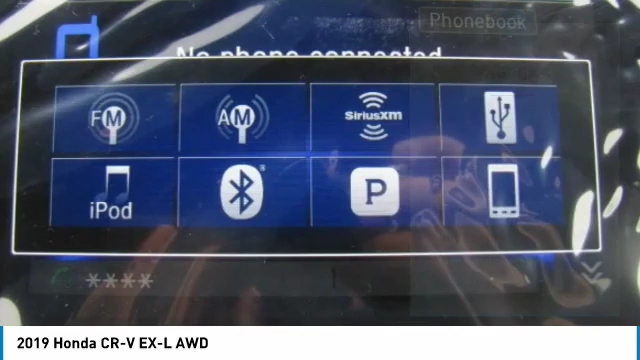 Phonebook
No phone connected
FM
AM
SiriusXM
iPod
P
****
2019 Honda CR-V EX-L AWD